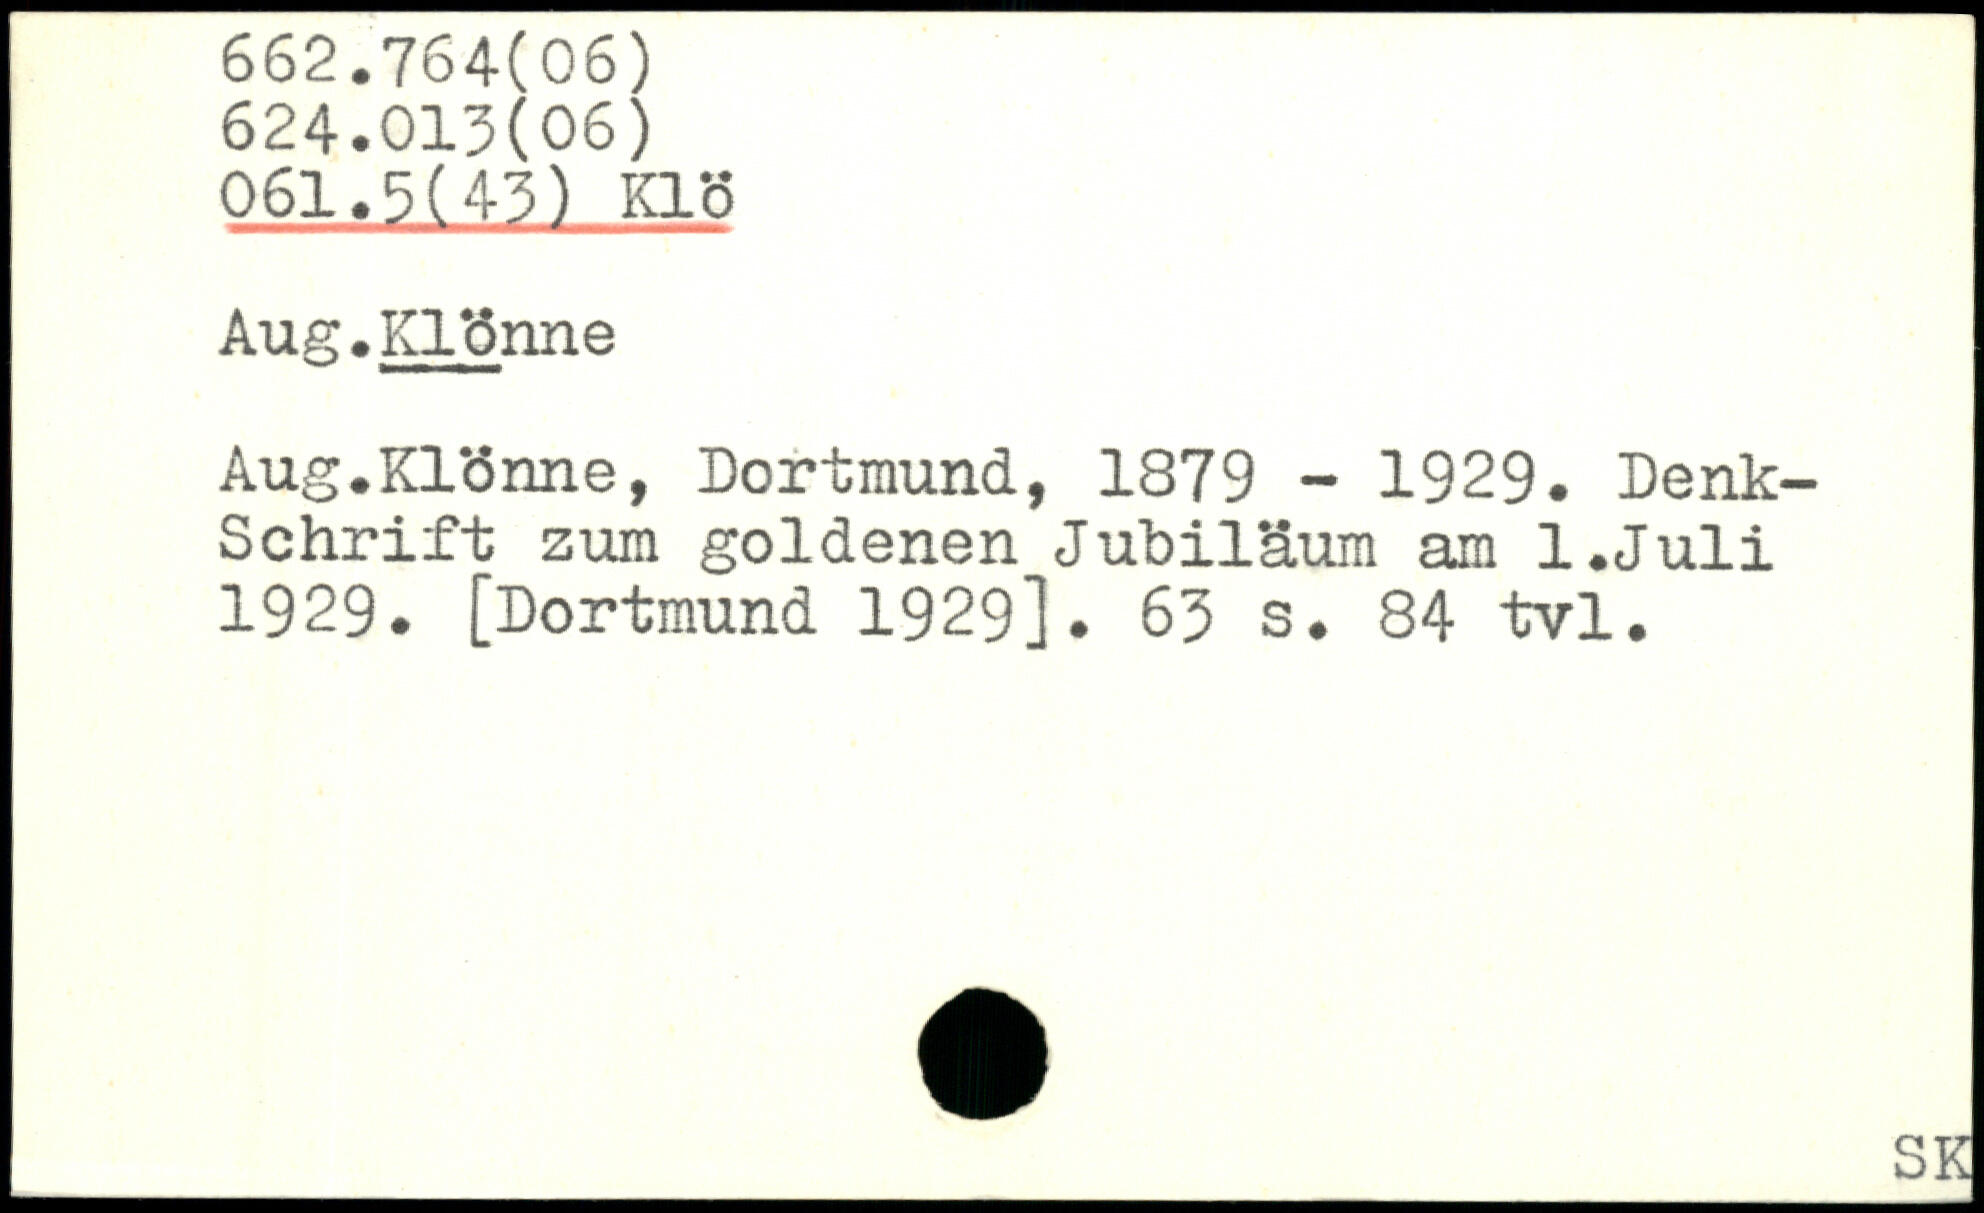 662.764(06)
624.013(06)
061.5(43) Klö
Aug.Klönne
Aug.Klönne, Dortmund, 1879 - 1929. Denk-
Schrift zum goldenen Jubiläum am 1.Juli
1929. [Dortmund 1929]. 63 s. 84 tvl.
SK